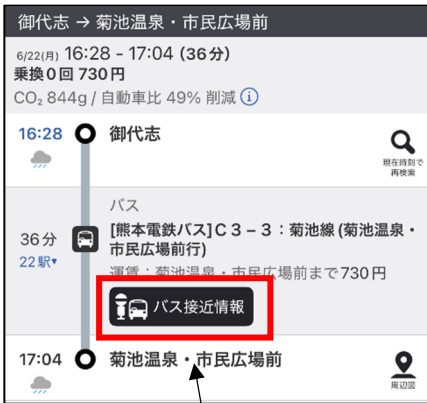 御代志 → 菊池温泉・市民広場前
6/22(月) 16:28 - 17:04 (36分)
乗換0回 730円
CO₂ 844g / 自動車比 49% 削減 ⓘ
16:28 御代志
現在時刻で
再検索
バス
36分
22駅▾
[熊本電鉄バス]C3−3:菊池線(菊池温泉・
市民広場前行)
運賃:菊池温泉・市民広場前まで730円
バス接近情報
17:04 菊池温泉・市民広場前
周辺図